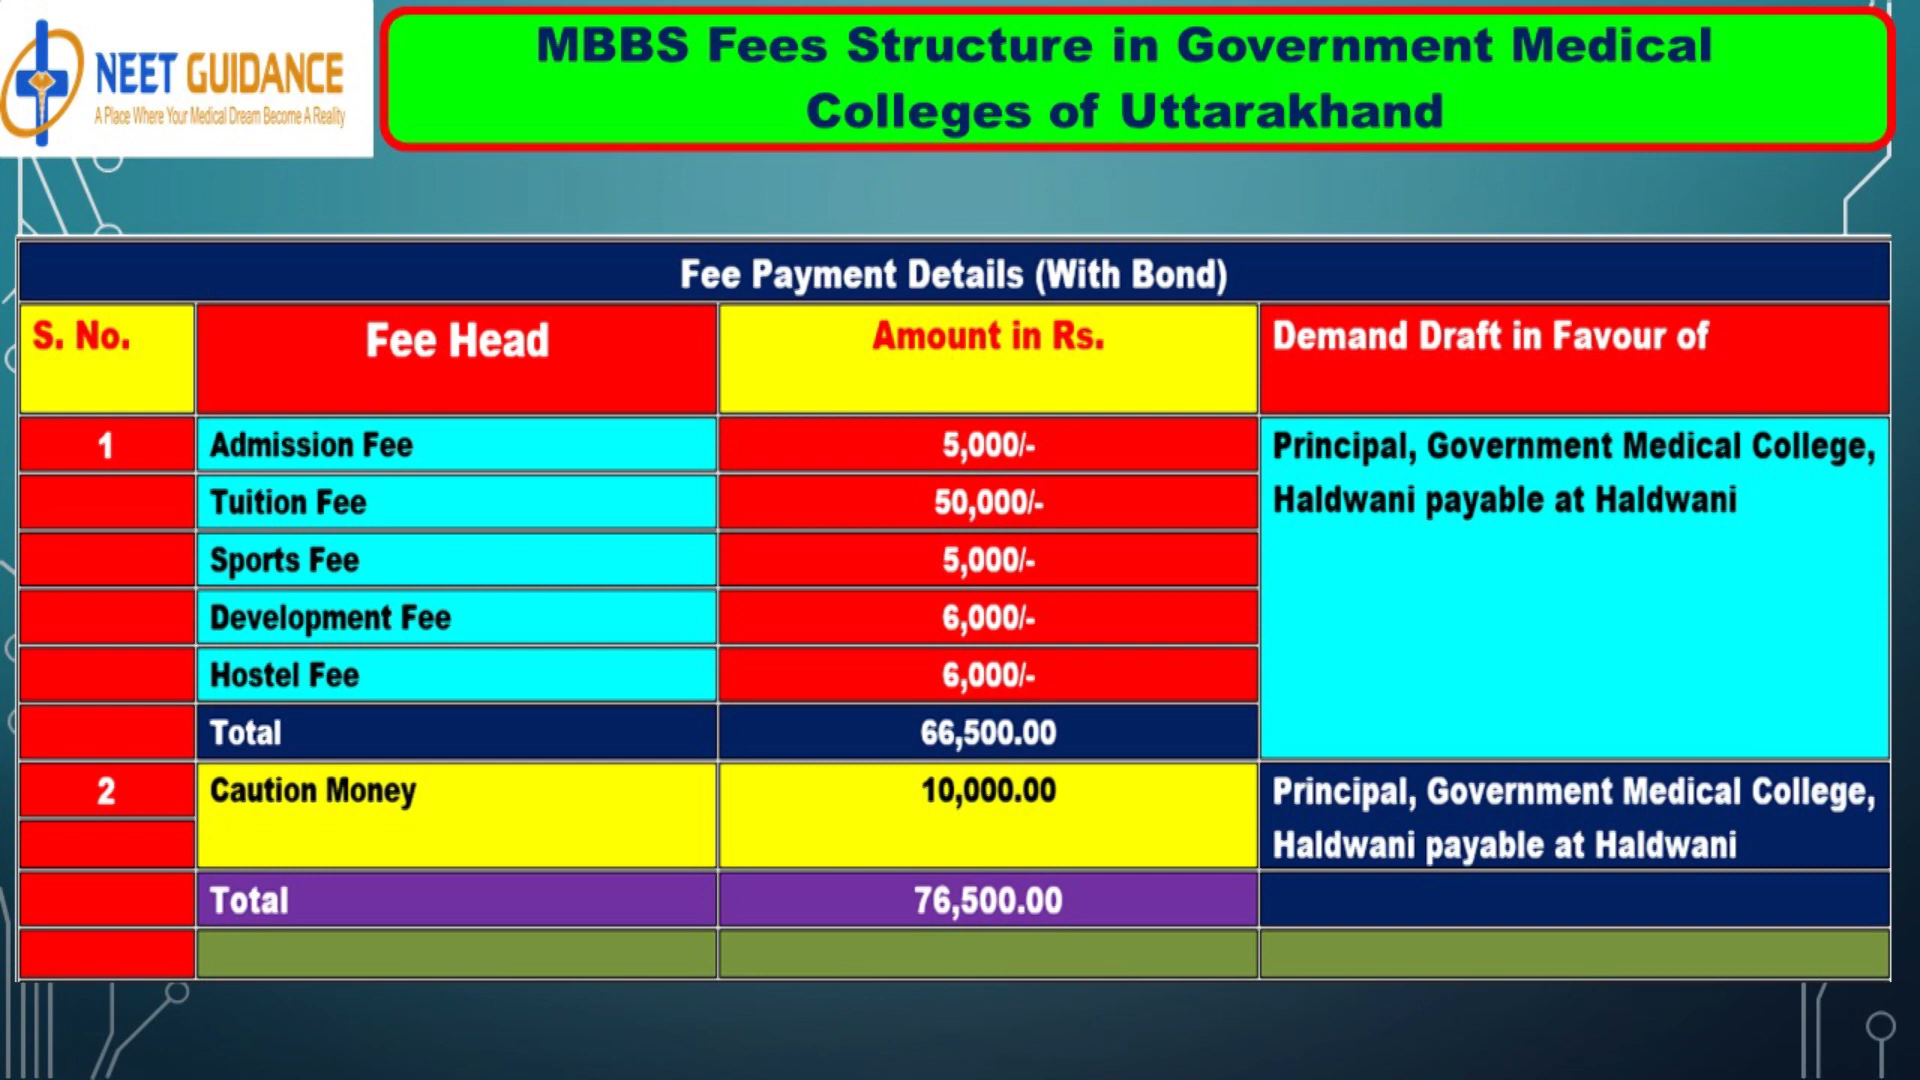 NEET GUIDANCE
A Place Where Your Medical Dream Become A Reality
MBBS Fees Structure in Government Medical
Colleges of Uttarakhand
Fee Payment Details (With Bond)
S. No. Fee Head Amount in Rs. Demand Draft in Favour of
1 Admission Fee 5,000/- Principal, Government Medical College,
Tuition Fee 50,000/- Haldwani payable at Haldwani
Sports Fee 5,000/-
Development Fee 6,000/-
Hostel Fee 6,000/-
Total 66,500.00
2 Caution Money 10,000.00 Principal, Government Medical College,
Haldwani payable at Haldwani
Total 76,500.00